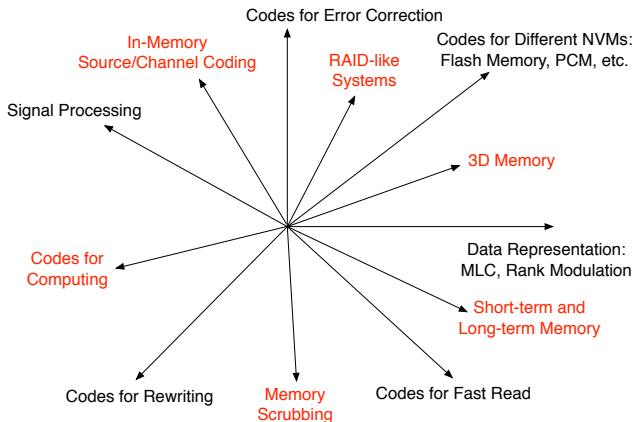 Codes for Error Correction
In-Memory
Source/Channel Coding
RAID-like
Systems
Codes for Different NVMs:
Flash Memory, PCM, etc.
Signal Processing
3D Memory
Codes for
Computing
Data Representation:
MLC, Rank Modulation
Short-term and
Long-term Memory
Codes for Rewriting
Memory
Scrubbing
Codes for Fast Read